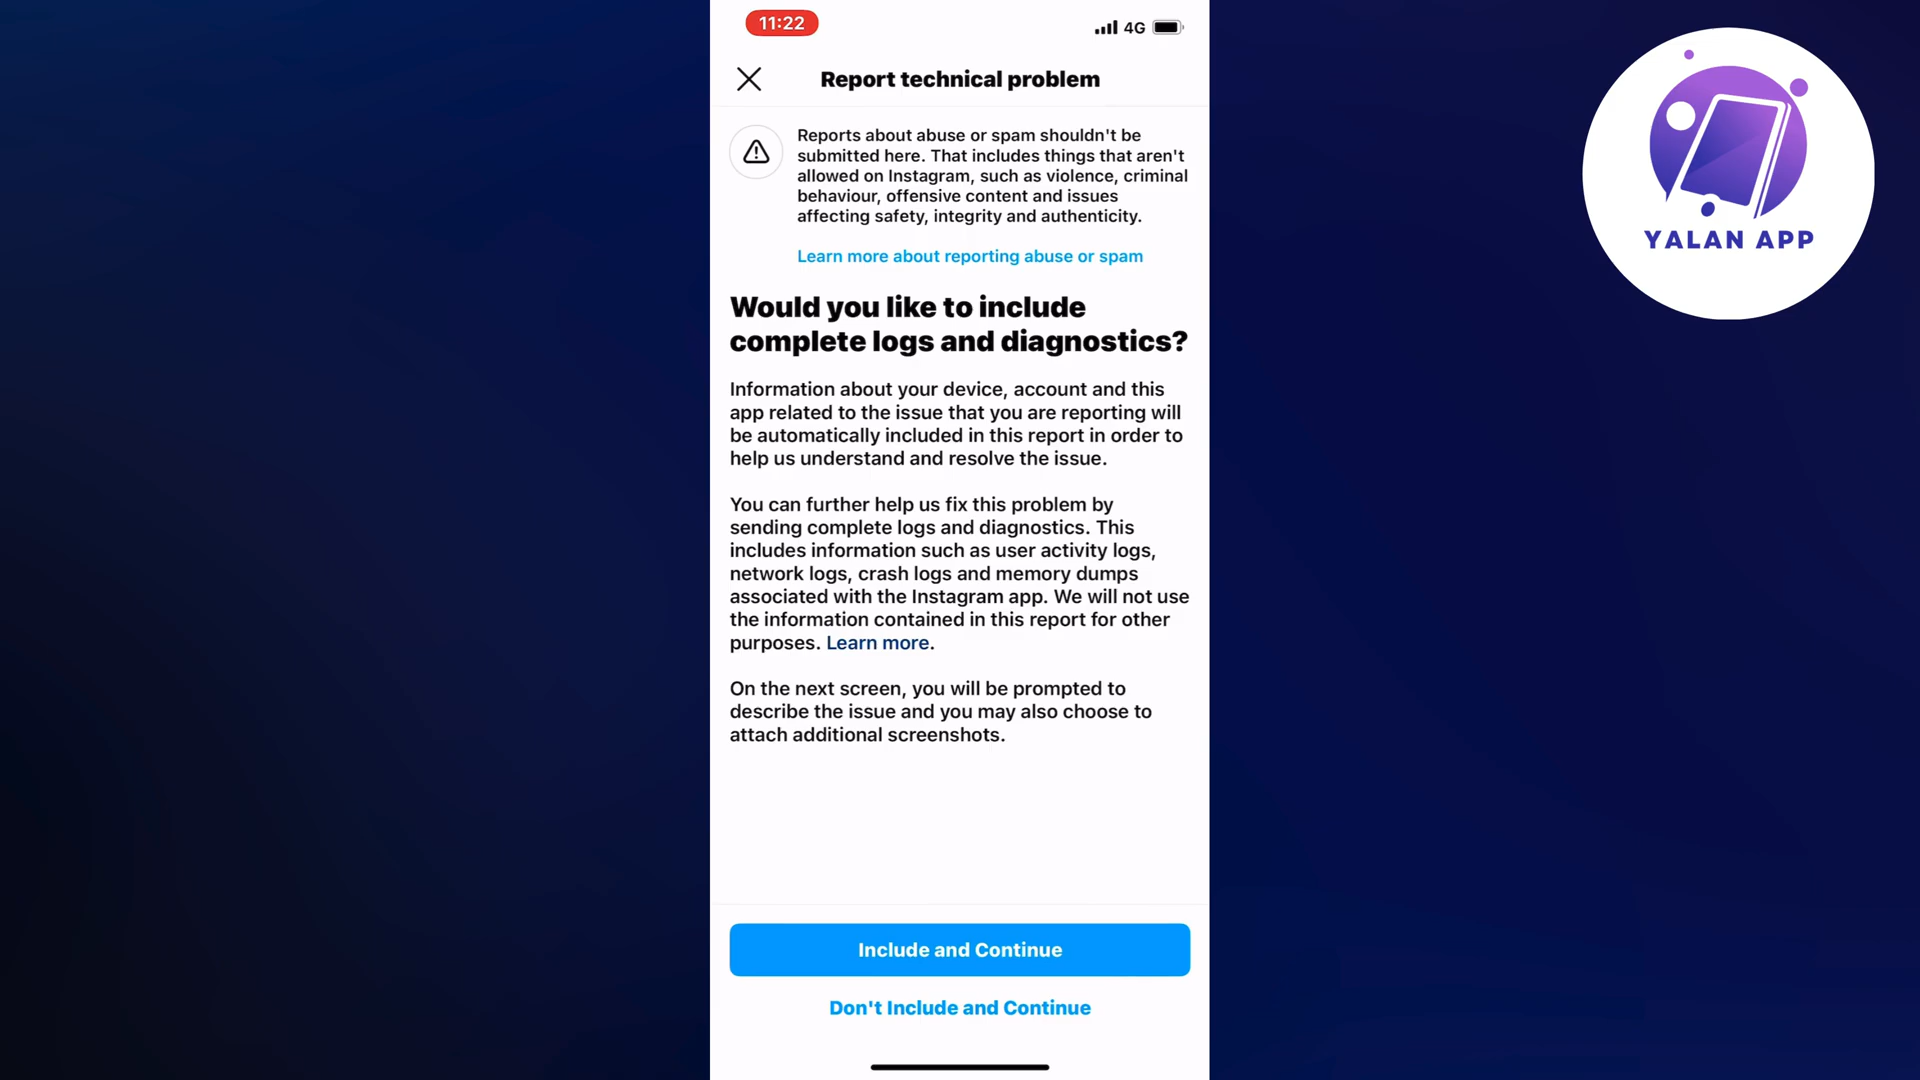 11:22
4G
Report technical problem
Reports about abuse or spam shouldn't be
submitted here. That includes things that aren't
allowed on Instagram, such as violence, criminal
behaviour, offensive content and issues
affecting safety, integrity and authenticity.
Learn more about reporting abuse or spam
Would you like to include
complete logs and diagnostics?
Information about your device, account and this
app related to the issue that you are reporting will
be automatically included in this report in order to
help us understand and resolve the issue.
You can further help us fix this problem by
sending complete logs and diagnostics. This
includes information such as user activity logs,
network logs, crash logs and memory dumps
associated with the Instagram app. We will not use
the information contained in this report for other
purposes. Learn more.
On the next screen, you will be prompted to
describe the issue and you may also choose to
attach additional screenshots.
Include and Continue
Don't Include and Continue
YALAN APP